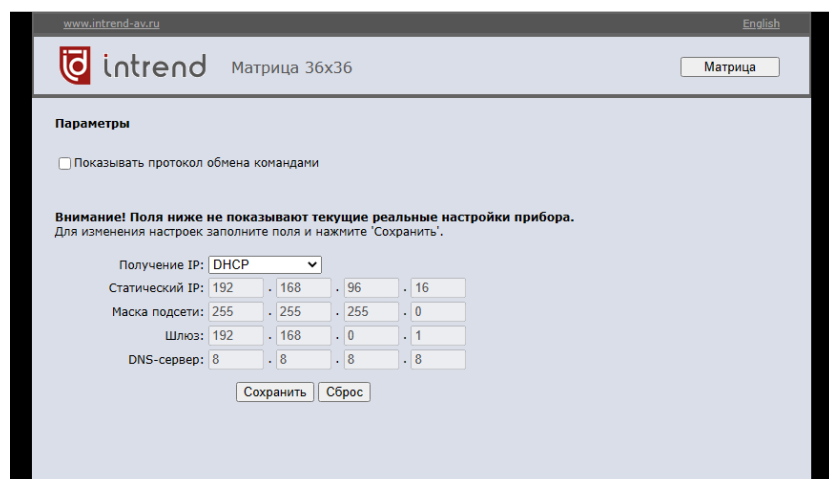 www.intrend-av.ru English
intrend Матрица 36x36 Матрица
Параметры
Показывать протокол обмена командами
Внимание! Поля ниже не показывают текущие реальные настройки прибора.
Для изменения настроек заполните поля и нажмите 'Сохранить'.
Получение IP: DHCP
Статический IP: 192 . 168 . 96 . 16
Маска подсети: 255 . 255 . 255 . 0
Шлюз: 192 . 168 . 0 . 1
DNS-сервер: 8 . 8 . 8 . 8
Сохранить Сброс